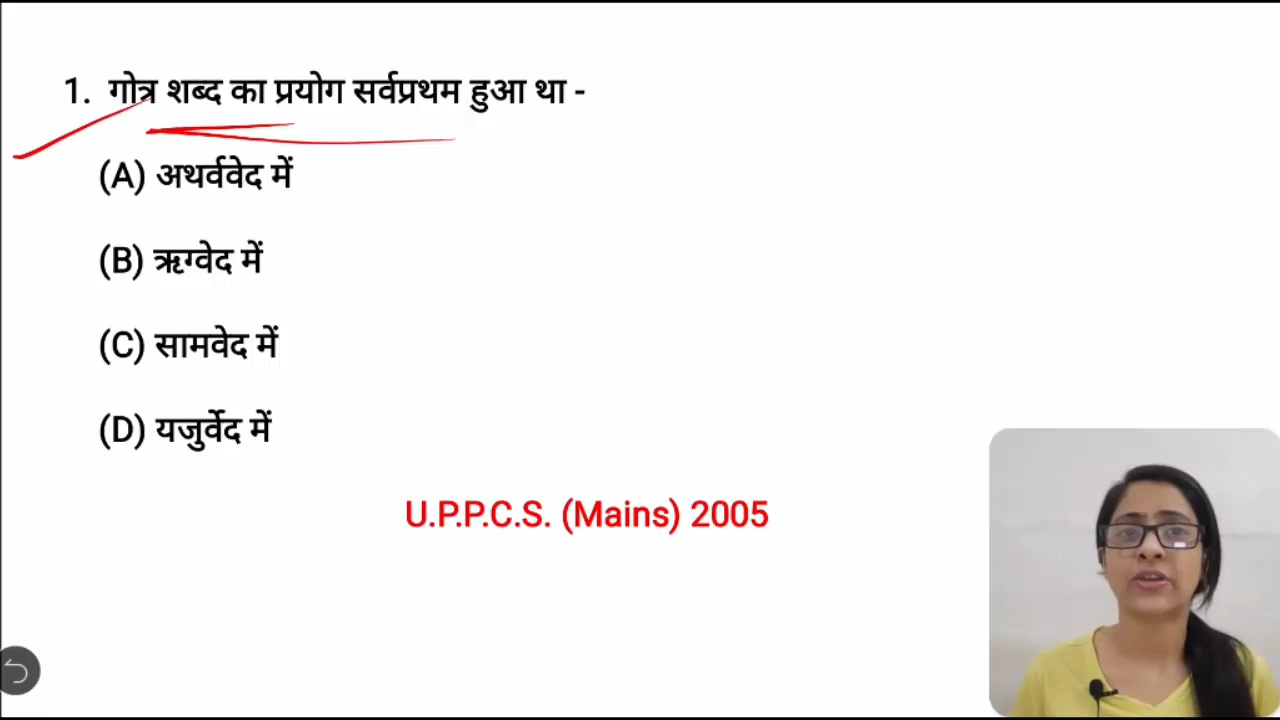 1. गोत्र शब्द का प्रयोग सर्वप्रथम हुआ था -
(A) अथर्ववेद में
(B) ऋग्वेद में
(C) सामवेद में
(D) यजुर्वेद में
U.P.P.C.S. (Mains) 2005